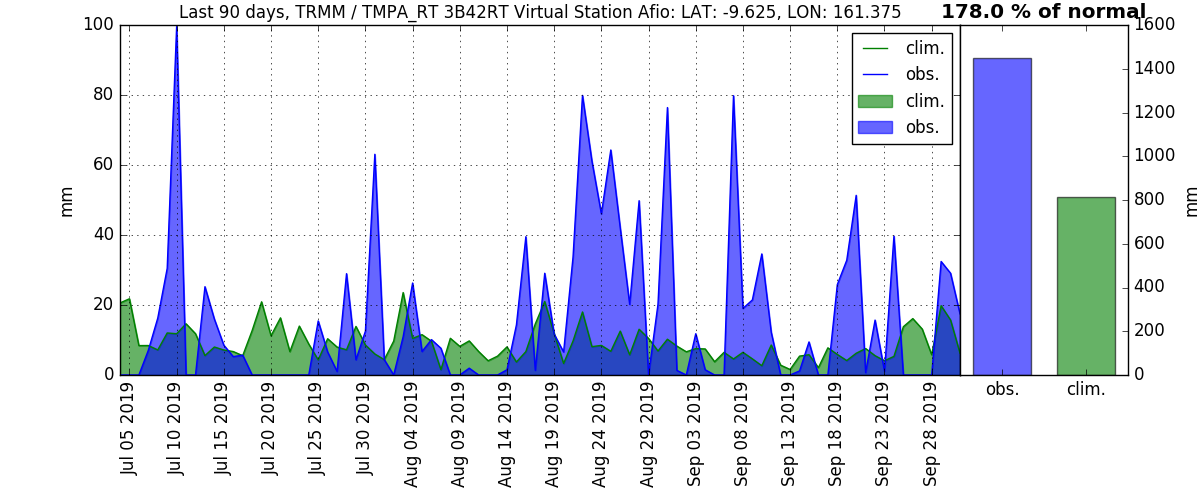 Last 90 days, TRMM / TMPA_RT 3B42RT Virtual Station Afio: LAT: -9.625, LON: 161.375
178.0 % of normal
mm
100
80
60
40
20
0
clim.
obs.
clim.
obs.
1600
1400
1200
1000
800
600
400
200
0
mm
Jul 05 2019
Jul 10 2019
Jul 15 2019
Jul 20 2019
Jul 25 2019
Jul 30 2019
Aug 04 2019
Aug 09 2019
Aug 14 2019
Aug 19 2019
Aug 24 2019
Aug 29 2019
Sep 03 2019
Sep 08 2019
Sep 13 2019
Sep 18 2019
Sep 23 2019
Sep 28 2019
obs.
clim.